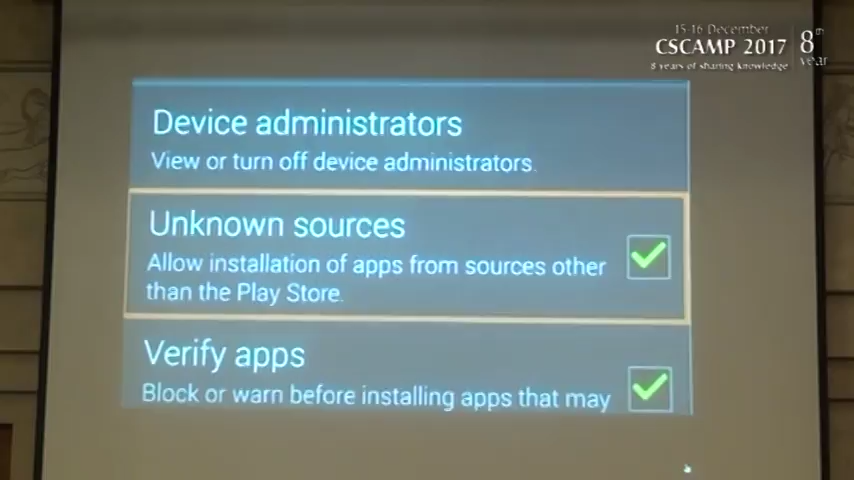 15-16 December
CSCAMP 2017
8th year
8 years of sharing knowledge
Device administrators
View or turn off device administrators.
Unknown sources
Allow installation of apps from sources other
than the Play Store.
Verify apps
Block or warn before installing apps that may